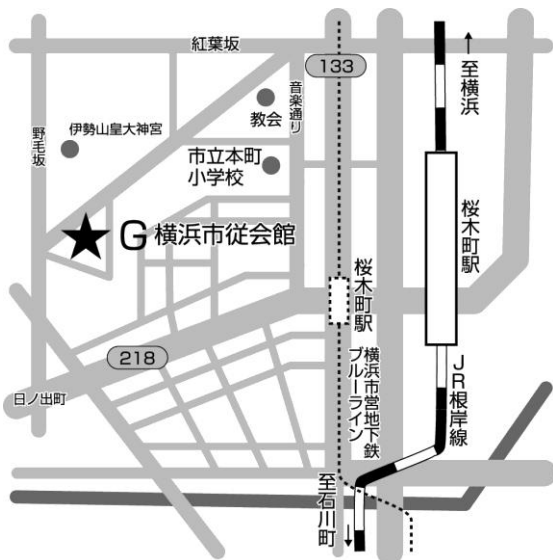 紅葉坂
133
至横浜
音楽通り
教会
野毛坂
伊勢山皇大神宮
市立本町
小学校
桜木町駅
G 横浜市従会館
桜木町駅
218
横浜市営地下鉄
ブルーライン
JR根岸線
日ノ出町
至石川町